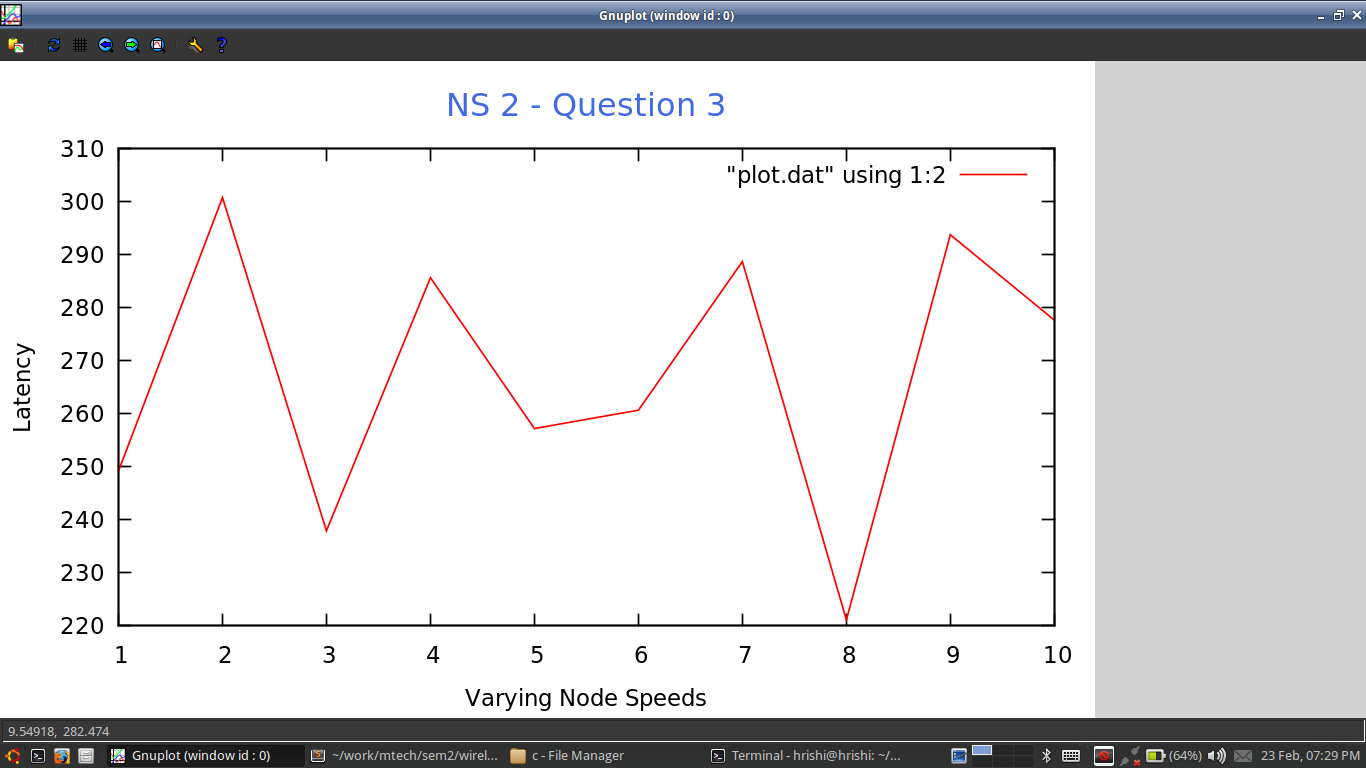 Gnuplot (window id : 0)
NS 2 - Question 3
310
"plot.dat" using 1:2
300
290
280
270
260
250
240
230
220
Latency
1 2 3 4 5 6 7 8 9 10
Varying Node Speeds
9.54918, 282.474
Gnuplot (window id : 0) ~/work/mtech/sem2/wirel... c - File Manager Terminal - hrishi@hrishi: ~/... (64%) 23 Feb, 07:29 PM